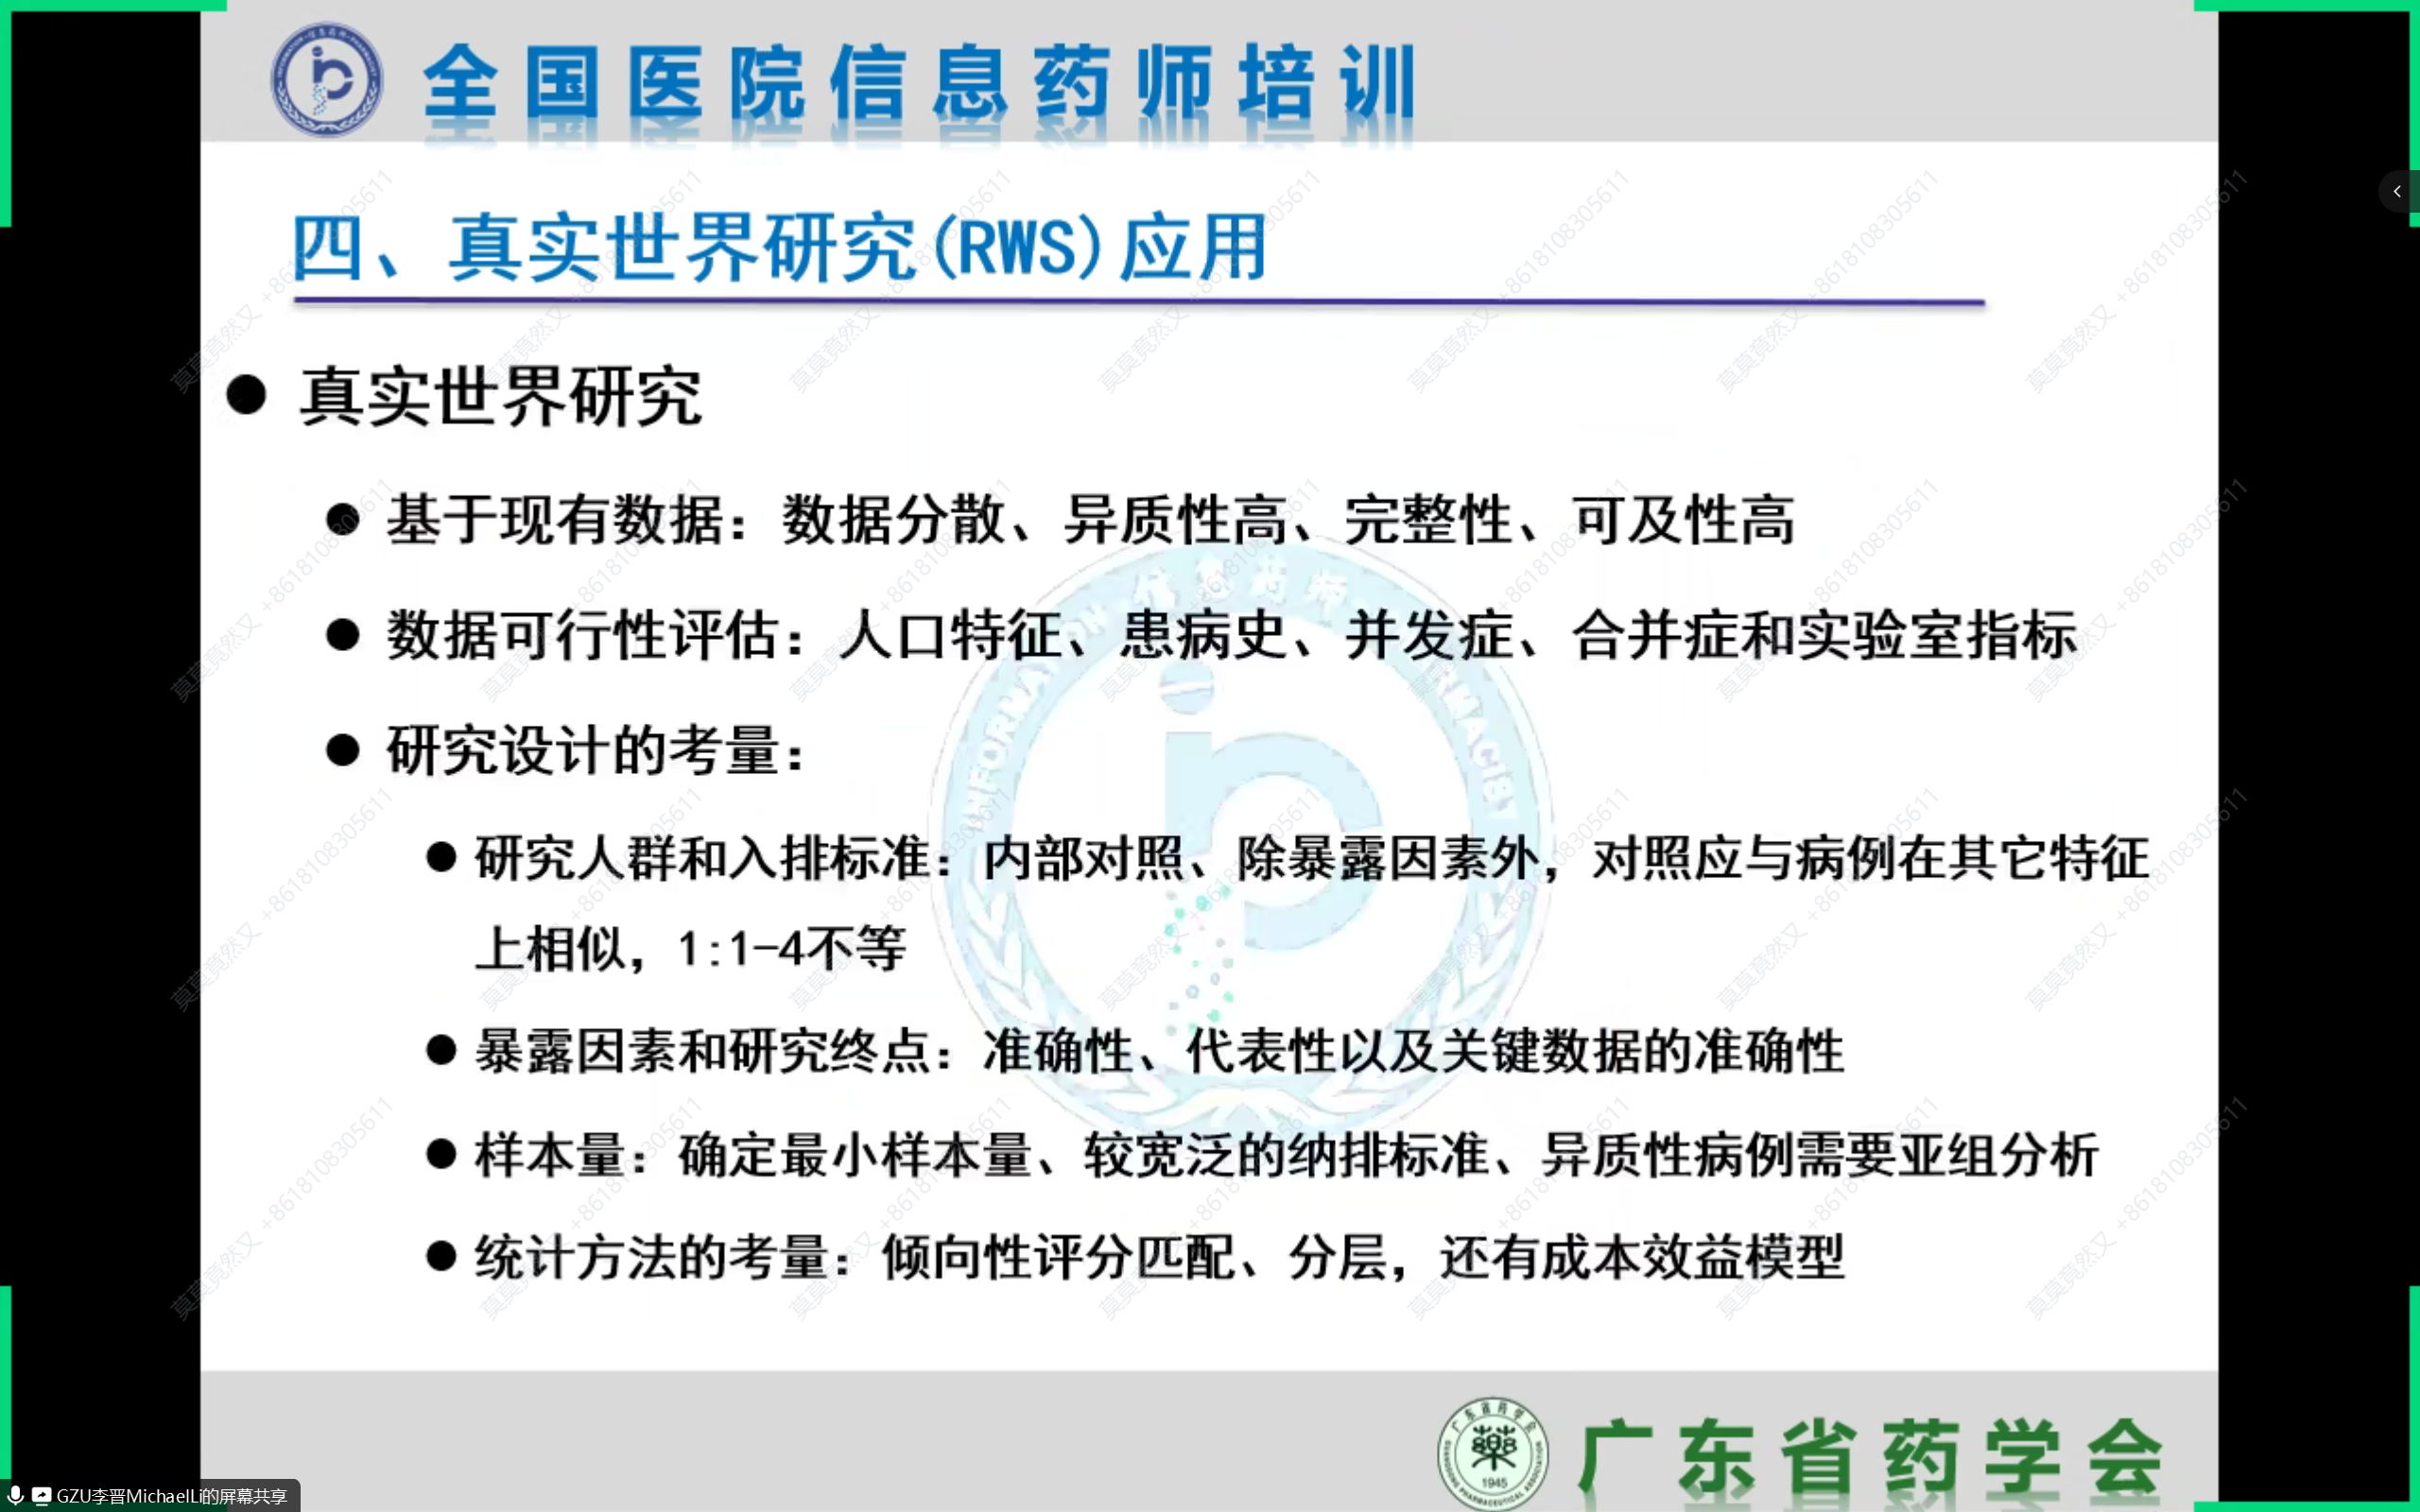 全国医院信息药师培训
四、真实世界研究(RWS)应用
● 真实世界研究
● 基于现有数据：数据分散、异质性高、完整性、可及性高
● 数据可行性评估：人口特征、患病史、并发症、合并症和实验室指标
● 研究设计的考量：
● 研究人群和入排标准：内部对照、除暴露因素外，对照应与病例在其它特征
上相似，1:1-4不等
● 暴露因素和研究终点：准确性、代表性以及关键数据的准确性
● 样本量：确定最小样本量、较宽泛的纳排标准、异质性病例需要亚组分析
● 统计方法的考量：倾向性评分匹配、分层，还有成本效益模型
广东省药学会
1945
GZU李晋MichaelLi的屏幕共享
莫莫竟然又 +8618108305611